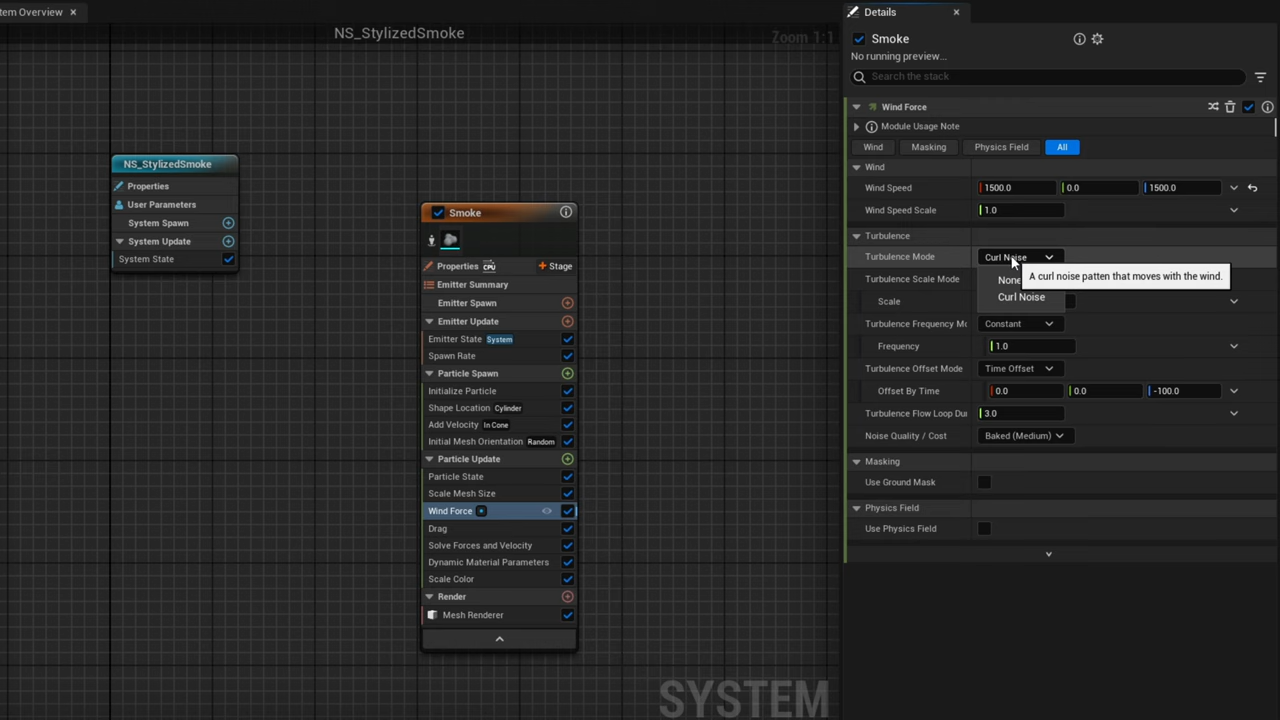 tem Overview
NS_StylizedSmoke
Zoom 1:1
NS_StylizedSmoke
Properties
User Parameters
System Spawn
System Update
System State
Smoke
Properties CPU + Stage
Emitter Summary
Emitter Spawn
Emitter Update
Emitter State System
Spawn Rate
Particle Spawn
Initialize Particle
Shape Location Cylinder
Add Velocity In Cone
Initial Mesh Orientation Random
Particle Update
Particle State
Scale Mesh Size
Wind Force
Drag
Solve Forces and Velocity
Dynamic Material Parameters
Scale Color
Render
Mesh Renderer
SYSTEM
Details
Smoke
No running preview...
Search the stack
Wind Force
Module Usage Note
Wind Masking Physics Field All
Wind
Wind Speed 1500.0 0.0 1500.0
Wind Speed Scale 1.0
Turbulence
Turbulence Mode Curl Noise
A curl noise patten that moves with the wind.
Turbulence Scale Mode None
Curl Noise
Scale
Turbulence Frequency Mo Constant
Frequency 1.0
Turbulence Offset Mode Time Offset
Offset By Time 0.0 0.0 -100.0
Turbulence Flow Loop Du 3.0
Noise Quality / Cost Baked (Medium)
Masking
Use Ground Mask
Physics Field
Use Physics Field